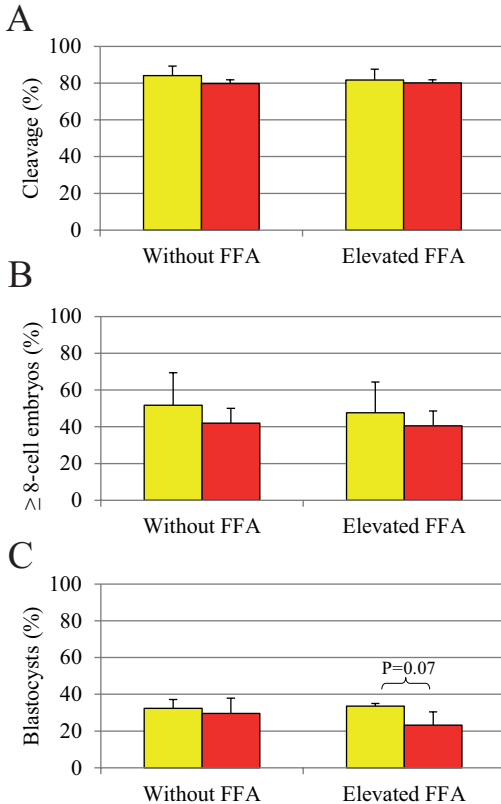 A
Cleavage (%)
100
80
60
40
20
0
Without FFA
Elevated FFA
B
≥ 8-cell embryos (%)
100
80
60
40
20
0
Without FFA
Elevated FFA
C
Blastocysts (%)
100
80
60
40
20
0
P=0.07
Without FFA
Elevated FFA